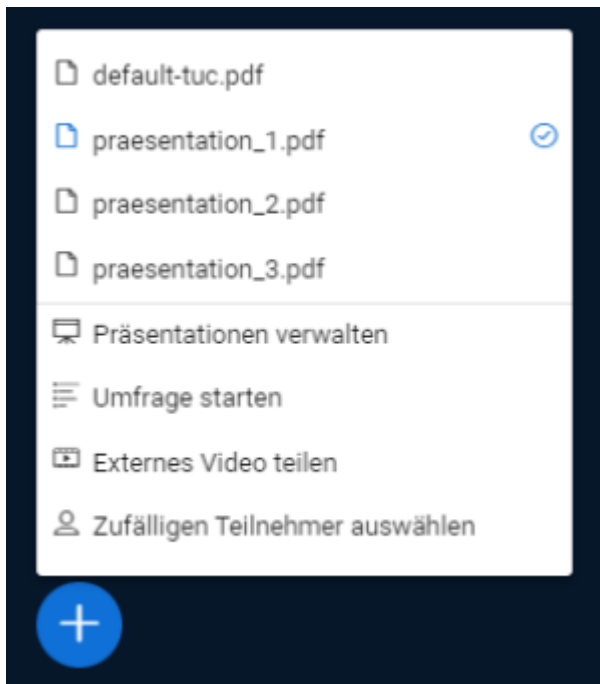 default-tuc.pdf
praesentation_1.pdf
praesentation_2.pdf
praesentation_3.pdf
Präsentationen verwalten
Umfrage starten
Externes Video teilen
Zufälligen Teilnehmer auswählen